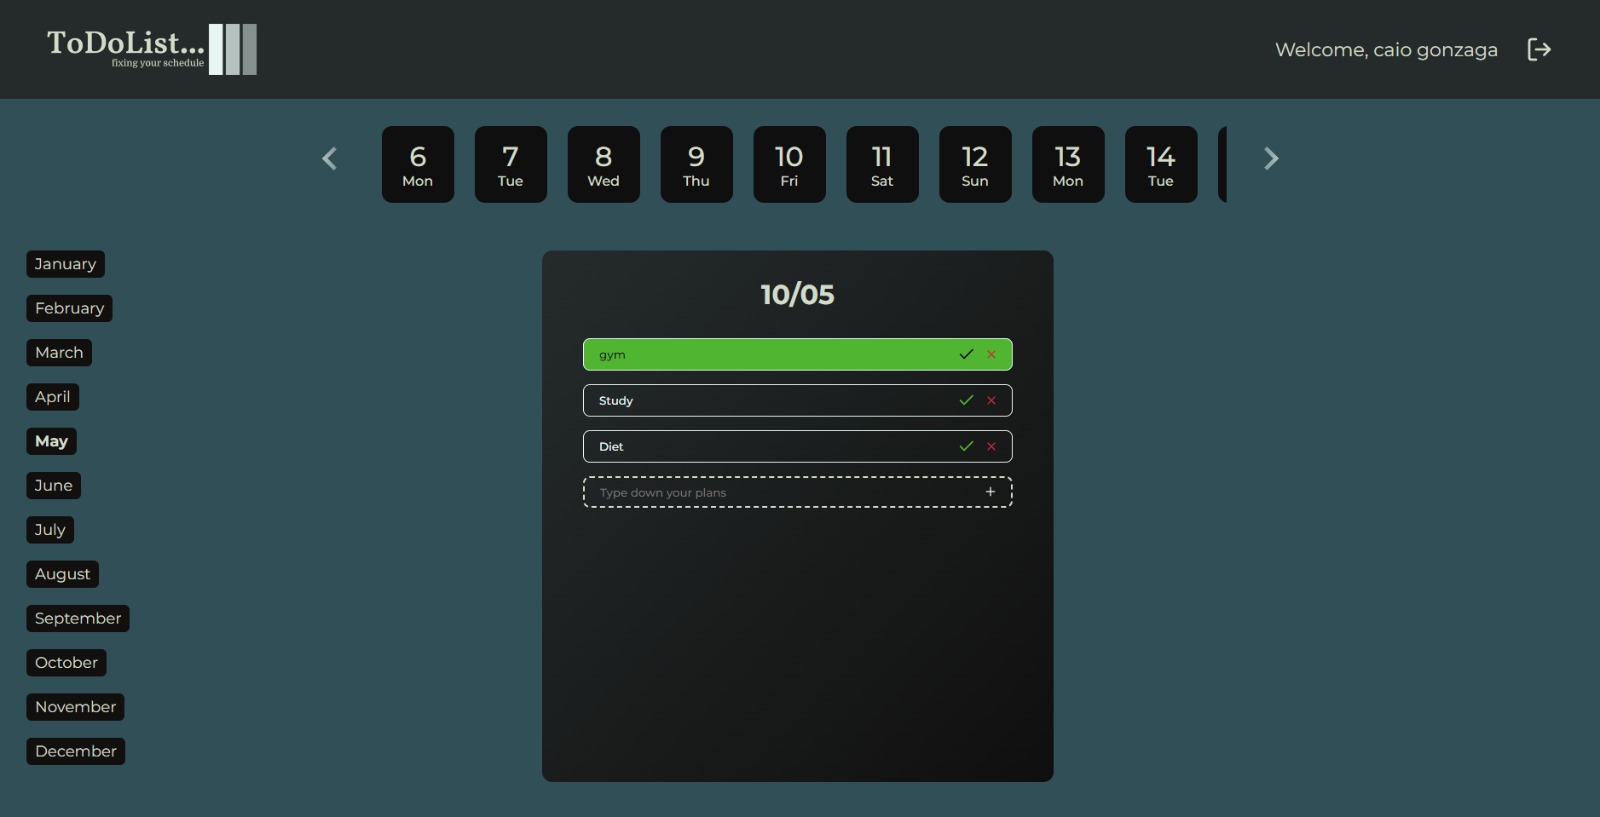 ToDoList...
fixing your schedule
Welcome, caio gonzaga
6 7 8 9 10 11 12 13 14
Mon Tue Wed Thu Fri Sat Sun Mon Tue
January
February
March
April
May
June
July
August
September
October
November
December
10/05
gym
Study
Diet
Type down your plans